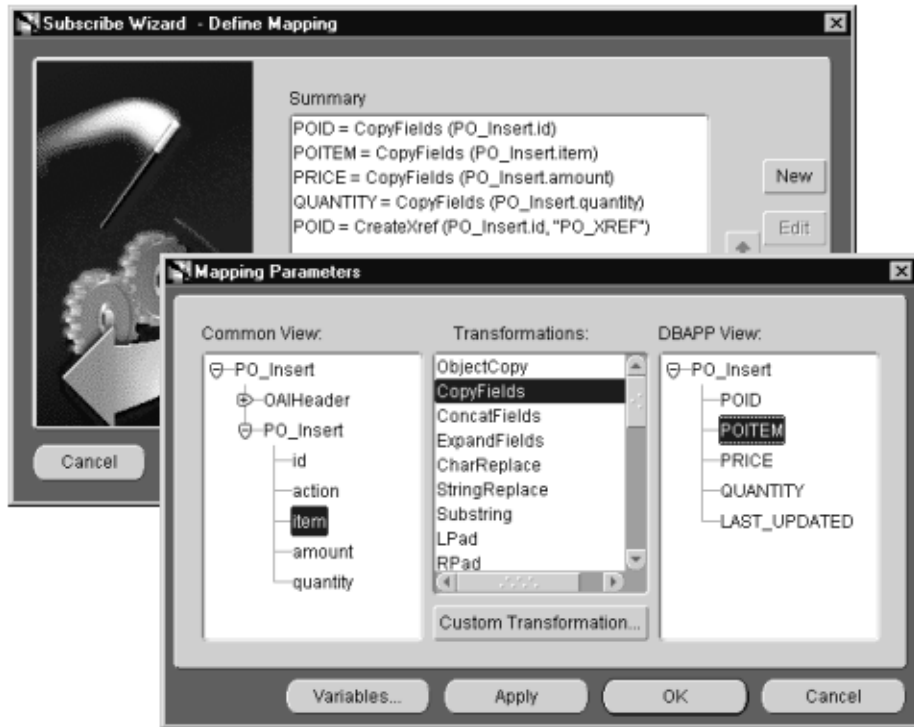 Subscribe Wizard - Define Mapping
Summary
POID = CopyFields (PO_Insert.id)
POITEM = CopyFields (PO_Insert.item)
PRICE = CopyFields (PO_Insert.amount)
QUANTITY = CopyFields (PO_Insert.quantity)
POID = CreateXref (PO_Insert.id, "PO_XREF")
New
Edit
Cancel
Mapping Parameters
Common View:
PO_Insert
OAIHeader
PO_Insert
id
action
item
amount
quantity
Transformations:
ObjectCopy
CopyFields
ConcatFields
ExpandFields
CharReplace
StringReplace
Substring
LPad
RPad
Custom Transformation...
DBAPP View:
PO_Insert
POID
POITEM
PRICE
QUANTITY
LAST_UPDATED
Variables...
Apply
OK
Cancel